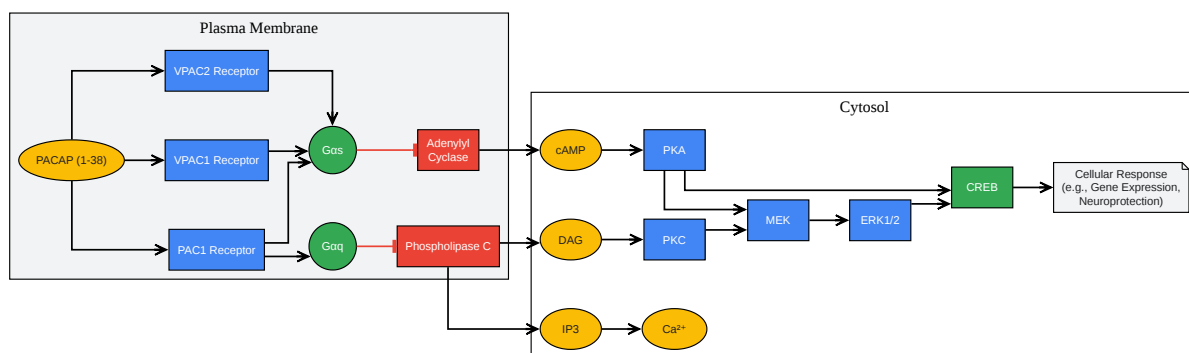 Plasma Membrane
VPAC2 Receptor
PACAP (1-38)
VPAC1 Receptor
PAC1 Receptor
Gαs
Gαq
Adenylyl
Cyclase
Phospholipase C
Cytosol
cAMP
PKA
DAG
PKC
IP3
Ca²⁺
MEK
ERK1/2
CREB
Cellular Response
(e.g., Gene Expression,
Neuroprotection)